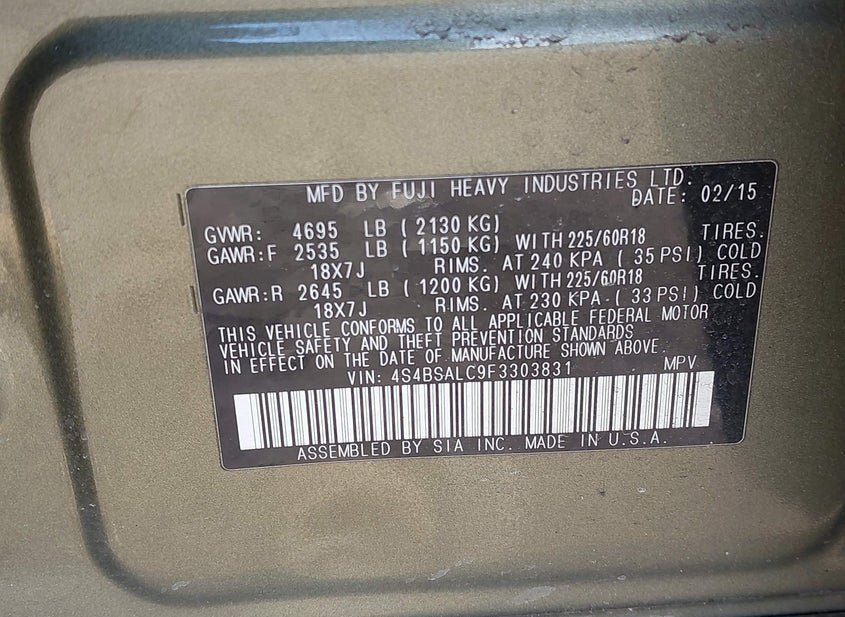 MFD BY FUJI HEAVY INDUSTRIES LTD.
DATE: 02/15
GVWR: 4695 LB ( 2130 KG)
GAWR:F 2535 LB ( 1150 KG) WITH 225/60R18 TIRES.
18X7J RIMS. AT 240 KPA ( 35 PSI) COLD
GAWR:R 2645 LB ( 1200 KG) WITH 225/60R18 TIRES.
18X7J RIMS. AT 230 KPA ( 33 PSI) COLD
THIS VEHICLE CONFORMS TO ALL APPLICABLE FEDERAL MOTOR
VEHICLE SAFETY AND THEFT PREVENTION STANDARDS
IN EFFECT ON THE DATE OF MANUFACTURE SHOWN ABOVE.
VIN: 4S4BSALC9F3303831 MPV
ASSEMBLED BY SIA INC. MADE IN U.S.A.